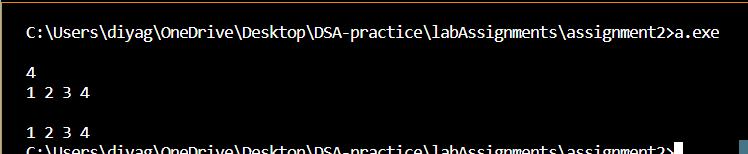 C:\Users\diyag\OneDrive\Desktop\DSA-practice\labAssignments\assignment2>a.exe
4
1 2 3 4
1 2 3 4
C:\Users\diyag\OneDrive\Desktop\DSA-practice\labAssignments\assignment2>